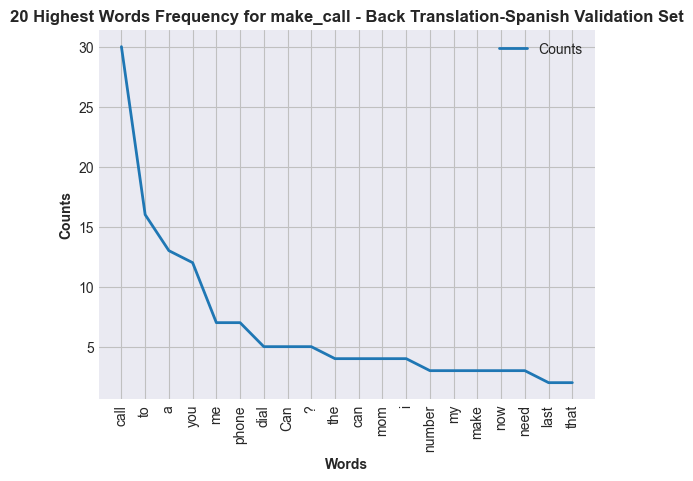 20 Highest Words Frequency for make_call - Back Translation-Spanish Validation Set
Counts
30
25
20
15
10
5
Counts
call
to
a
you
me
phone
dial
Can
?
the
can
mom
i
number
my
make
now
need
last
that
Words